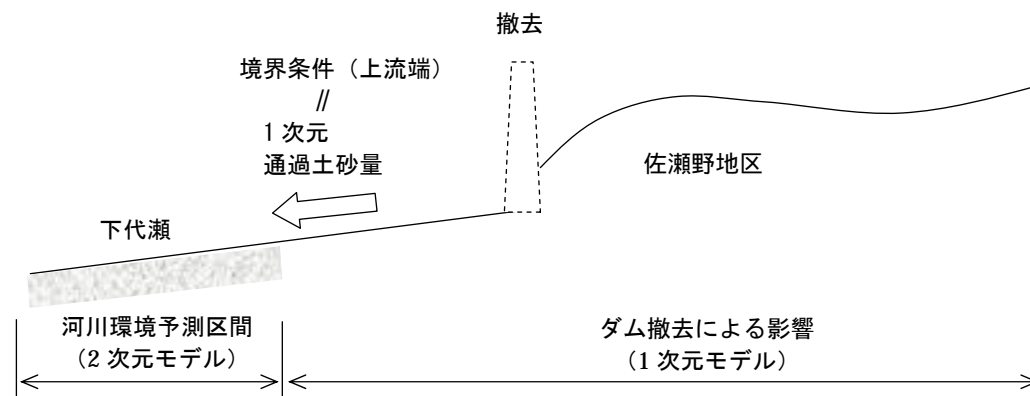 撤去
境界条件（上流端）
〃
1 次元
通過土砂量
佐瀬野地区
下代瀬
河川環境予測区間
（2 次元モデル）
ダム撤去による影響
（1 次元モデル）